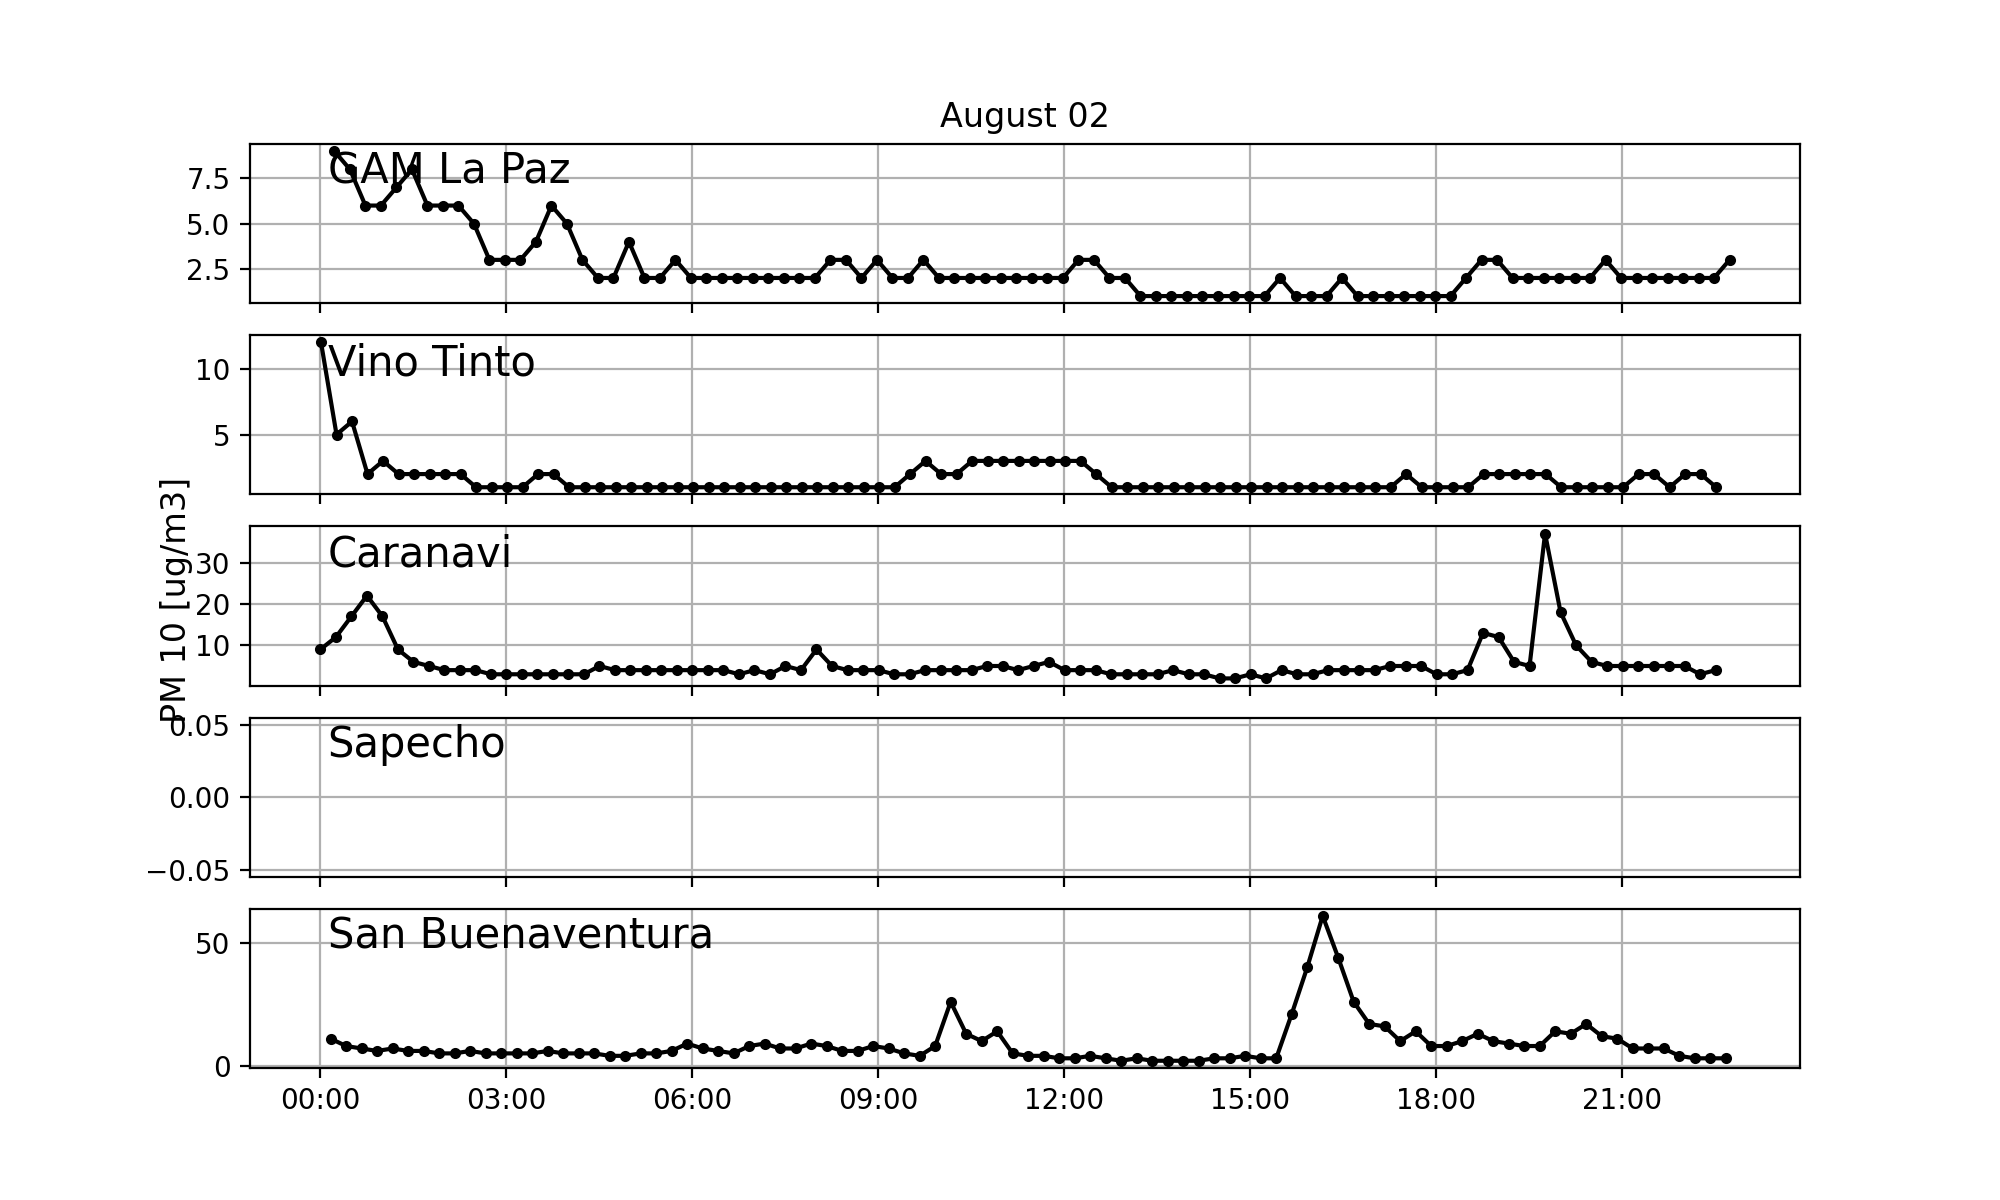 August 02
GAM La Paz
7.5
5.0
2.5
Vino Tinto
10
5
PM 10 [ug/m3]
Caranavi
30
20
10
Sapecho
0.05
0.00
−0.05
San Buenaventura
50
0
00:00 03:00 06:00 09:00 12:00 15:00 18:00 21:00